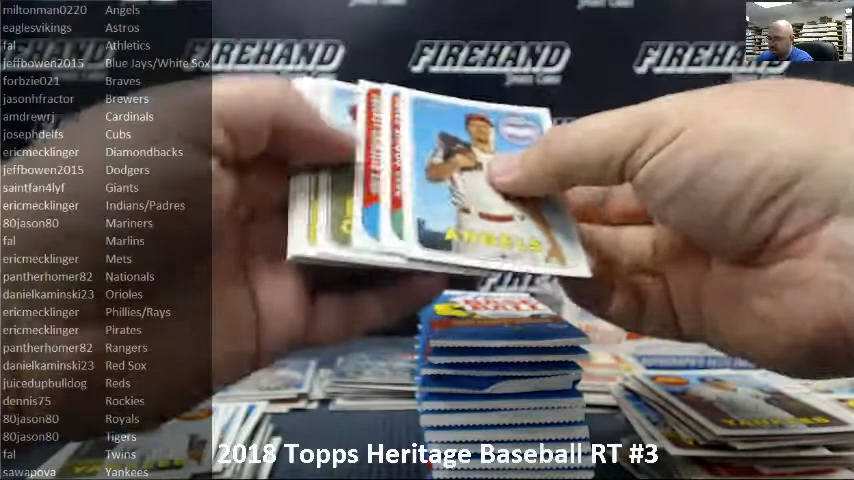 miltonman0220 Angels
eaglesvikings Astros
fal Athletics
jeffbowen2015 Blue Jays/White Sox
forbzie021 Braves
jasonhfractor Brewers
amdrewrj Cardinals
josephdelfs Cubs
ericmecklinger Diamondbacks
jeffbowen2015 Dodgers
saintfan4lyf Giants
ericmecklinger Indians/Padres
80jason80 Mariners
fal Marlins
ericmecklinger Mets
pantherhomer82 Nationals
danielkaminski23 Orioles
ericmecklinger Phillies/Rays
ericmecklinger Pirates
pantherhomer82 Rangers
danielkaminski23 Red Sox
juicedupbulldog Reds
dennis75 Rockies
80jason80 Royals
80jason80 Tigers
fal Twins
sawapova Yankees
FIREHAND
FIREHAND
FIREHAND
ANGELS
YANKEES
2018 Topps Heritage Baseball RT #3